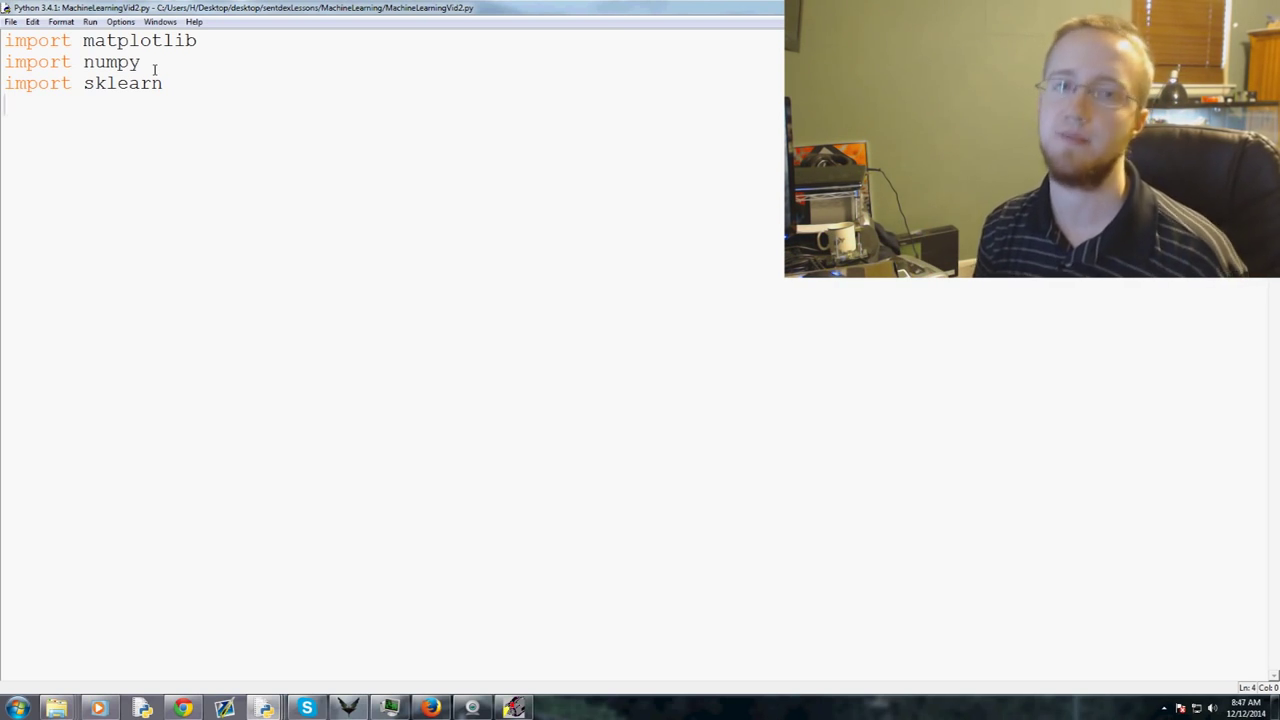 Python 3.4.1: MachineLearningVid2.py - C:/Users/H/Desktop/desktop/sentdexLessons/MachineLearning/MachineLearningVid2.py
File Edit Format Run Options Windows Help
import matplotlib
import numpy
import sklearn
Ln: 4 Col: 0
8:47 AM
12/12/2014